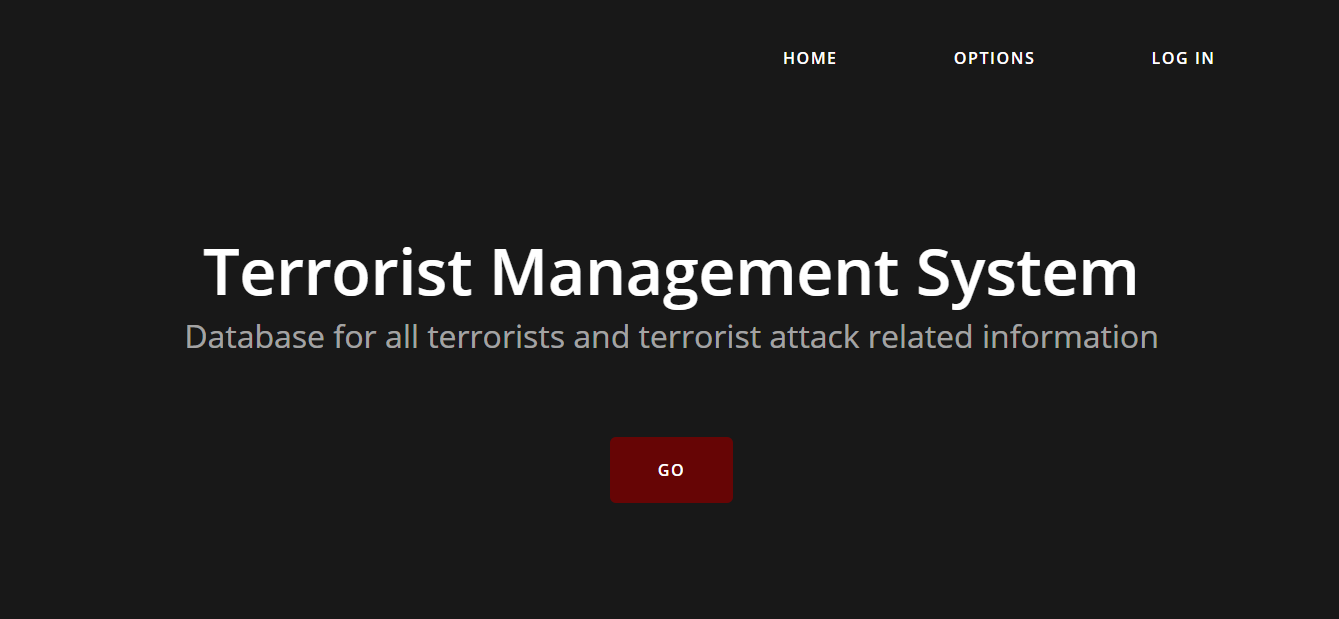 HOME OPTIONS LOG IN
Terrorist Management System
Database for all terrorists and terrorist attack related information
GO